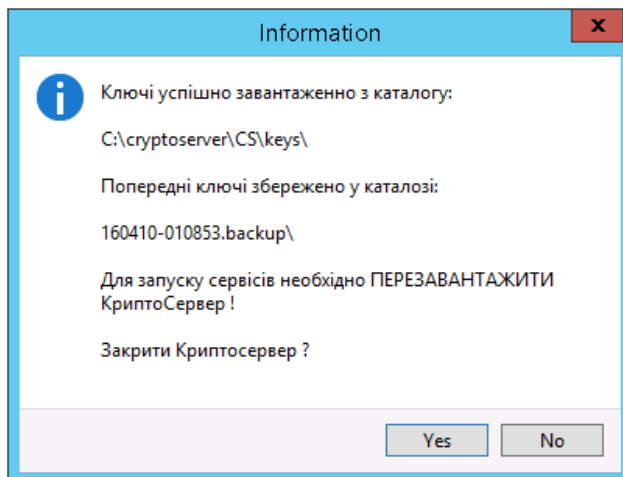 Information
x
Ключі успішно завантаженно з каталогу:
C:\cryptoserver\CS\keys\
Попередні ключі збережено у каталозі:
160410-010853.backup\
Для запуску сервісів необхідно ПЕРЕЗАВАНТАЖИТИ
КриптоСервер !
Закрити Криптосервер ?
Yes
No